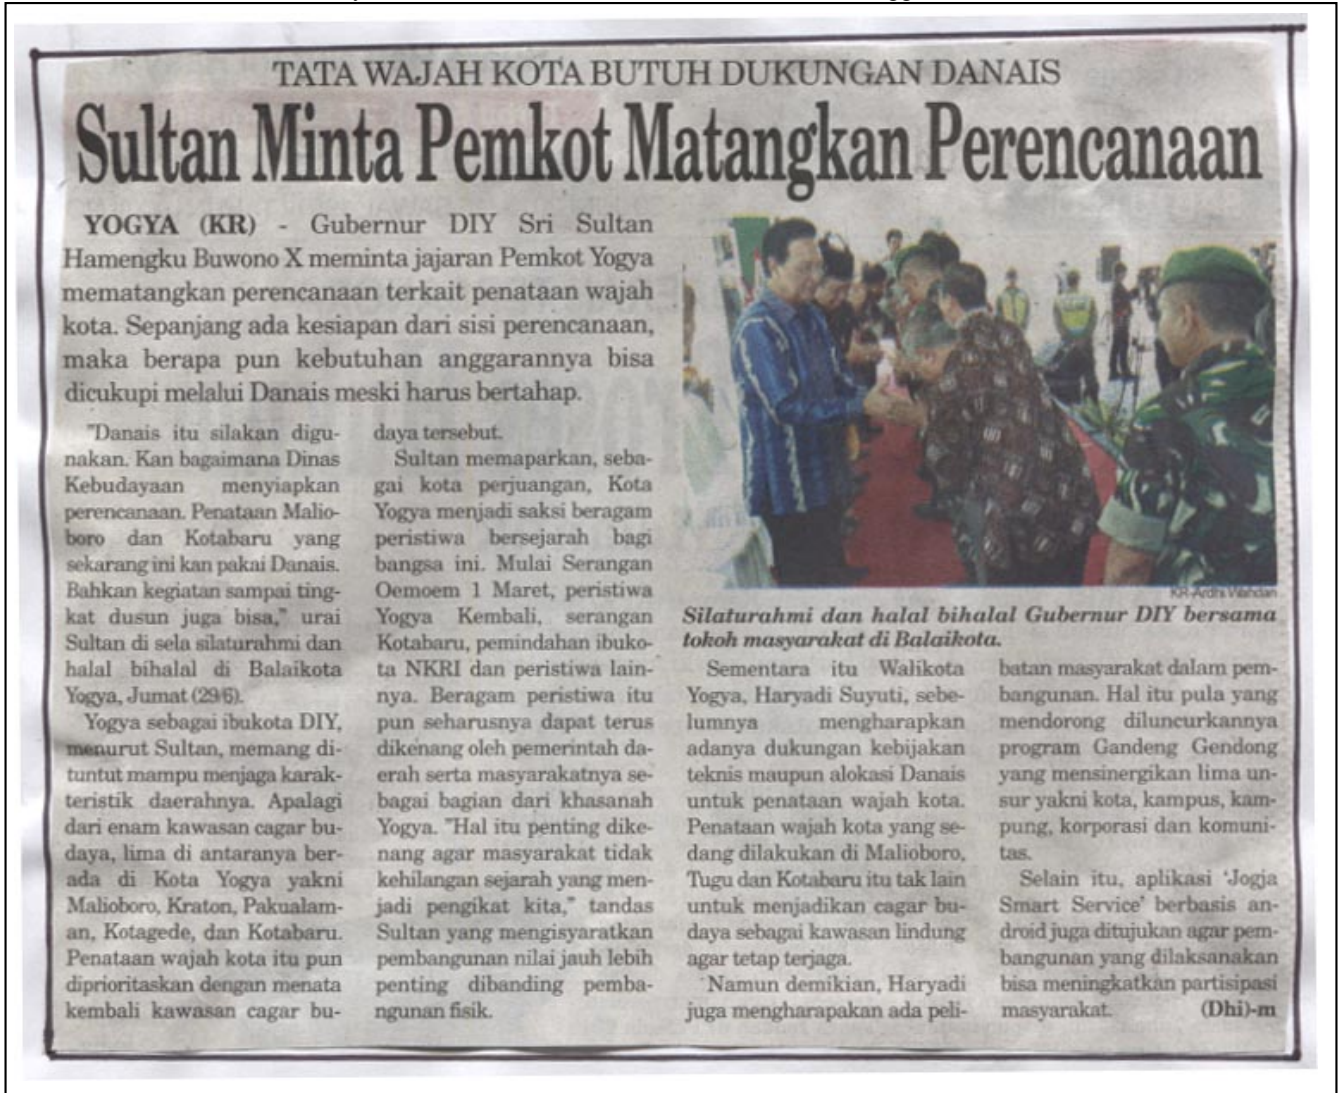 TATA WAJAH KOTA BUTUH DUKUNGAN DANAIS
Sultan Minta Pemkot Matangkan Perencanaan
YOGYA (KR) - Gubernur DIY Sri Sultan
Hamengku Buwono X meminta jajaran Pemkot Yogya
mematangkan perencanaan terkait penataan wajah
kota. Sepanjang ada kesiapan dari sisi perencanaan,
maka berapa pun kebutuhan anggarannya bisa
dicukupi melalui Danais meski harus bertahap.
"Danais itu silakan digu-
nakan. Kan bagaimana Dinas
Kebudayaan menyiapkan
perencanaan. Penataan Malio-
boro dan Kotabaru yang
sekarang ini kan pakai Danais.
Bahkan kegiatan sampai ting-
kat dusun juga bisa," urai
Sultan di sela silaturahmi dan
halal bihalal di Balaikota
Yogya, Jumat (29/6).
Yogya sebagai ibukota DIY,
menurut Sultan, memang di-
tuntut mampu menjaga karak-
teristik daerahnya. Apalagi
dari enam kawasan cagar bu-
daya, lima di antaranya ber-
ada di Kota Yogya yakni
Malioboro, Kraton, Pakualam-
an, Kotagede, dan Kotabaru.
Penataan wajah kota itu pun
diprioritaskan dengan menata
kembali kawasan cagar bu-
daya tersebut.
Sultan memaparkan, seba-
gai kota perjuangan, Kota
Yogya menjadi saksi beragam
peristiwa bersejarah bagi
bangsa ini. Mulai Serangan
Oemoem 1 Maret, peristiwa
Yogya Kembali, serangan
Kotabaru, pemindahan ibuko-
ta NKRI dan peristiwa lain-
nya. Beragam peristiwa itu
pun seharusnya dapat terus
dikenang oleh pemerintah da-
erah serta masyarakatnya se-
bagai bagian dari khasanah
Yogya. "Hal itu penting dike-
nang agar masyarakat tidak
kehilangan sejarah yang men-
jadi pengikat kita," tandas
Sultan yang mengisyaratkan
pembangunan nilai jauh lebih
penting dibanding pemba-
ngunan fisik.
KR-Ardhi Wahdan
Silaturahmi dan halal bihalal Gubernur DIY bersama
tokoh masyarakat di Balaikota.
Sementara itu Walikota
Yogya, Haryadi Suyuti, sebe-
lumnya mengharapkan
adanya dukungan kebijakan
teknis maupun alokasi Danais
untuk penataan wajah kota.
Penataan wajah kota yang se-
dang dilakukan di Malioboro,
Tugu dan Kotabaru itu tak lain
untuk menjadikan cagar bu-
daya sebagai kawasan lindung
agar tetap terjaga.
Namun demikian, Haryadi
juga mengharapakan ada peli-
batan masyarakat dalam pem-
bangunan. Hal itu pula yang
mendorong diluncurkannya
program Gandeng Gendong
yang mensinergikan lima un-
sur yakni kota, kampus, kam-
pung, korporasi dan komuni-
tas.
Selain itu, aplikasi 'Jogja
Smart Service' berbasis an-
droid juga ditujukan agar pem-
bangunan yang dilaksanakan
bisa meningkatkan partisipasi
masyarakat. (Dhi)-m